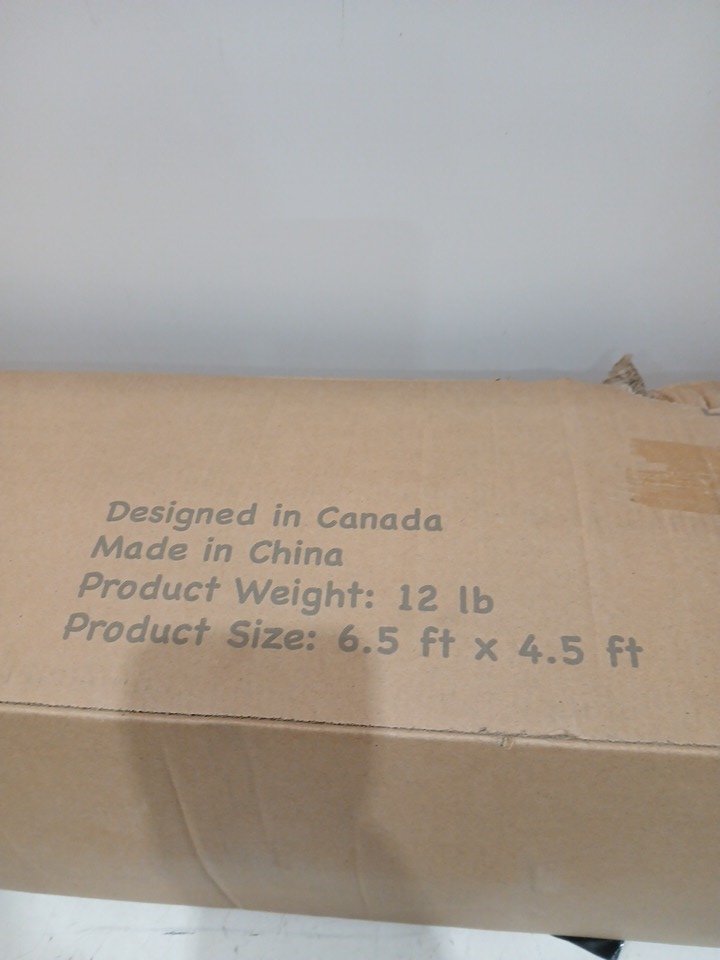 Designed in Canada
Made in China
Product Weight: 12 lb
Product Size: 6.5 ft x 4.5 ft